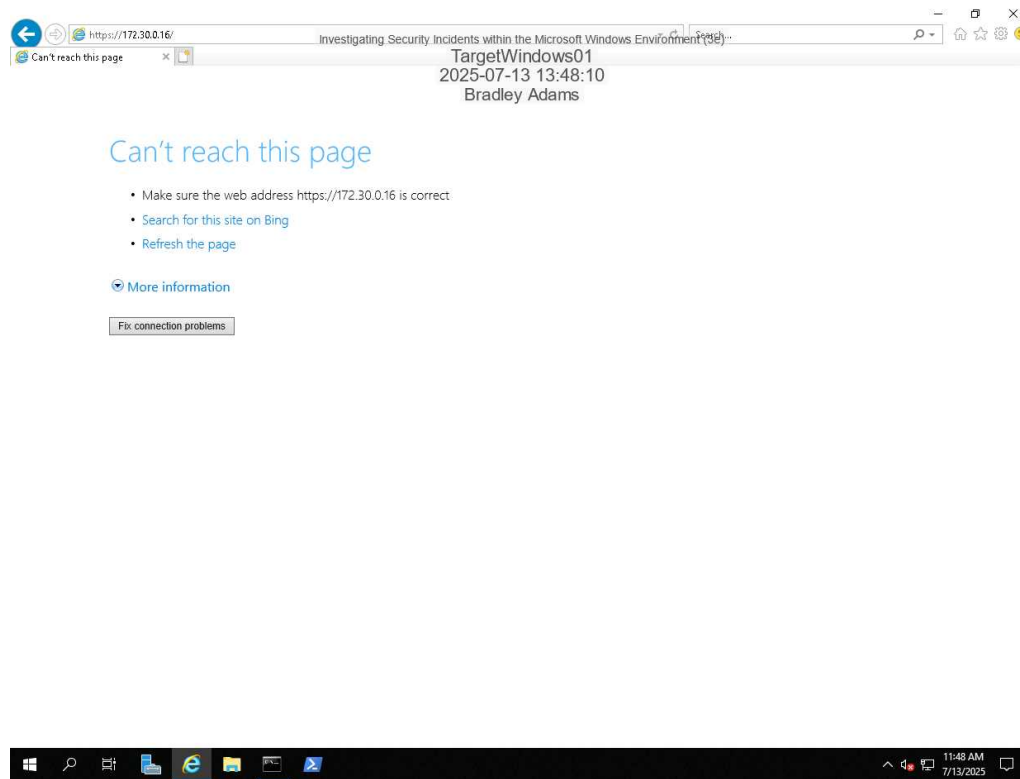 https://172.30.0.16/
Investigating Security Incidents within the Microsoft Windows Environment (3e)
Search...
Can't reach this page
TargetWindows01
2025-07-13 13:48:10
Bradley Adams
Can't reach this page
• Make sure the web address https://172.30.0.16 is correct
• Search for this site on Bing
• Refresh the page
More information
Fix connection problems
11:48 AM
7/13/2025